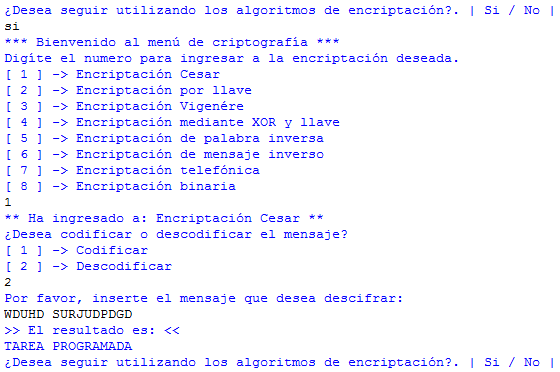 ¿Desea seguir utilizando los algoritmos de encriptación?. | Si / No |
si
*** Bienvenido al menú de criptografía ***
Digíte el numero para ingresar a la encriptación deseada.
[ 1 ] -> Encriptación Cesar
[ 2 ] -> Encriptación por llave
[ 3 ] -> Encriptación Vigenére
[ 4 ] -> Encriptación mediante XOR y llave
[ 5 ] -> Encriptación de palabra inversa
[ 6 ] -> Encriptación de mensaje inverso
[ 7 ] -> Encriptación telefónica
[ 8 ] -> Encriptación binaria
1
** Ha ingresado a: Encriptación Cesar **
¿Desea codificar o descodificar el mensaje?
[ 1 ] -> Codificar
[ 2 ] -> Descodificar
2
Por favor, inserte el mensaje que desea descifrar:
WDUHD SURJUDPDGD
>> El resultado es: <<
TAREA PROGRAMADA
¿Desea seguir utilizando los algoritmos de encriptación?. | Si / No |